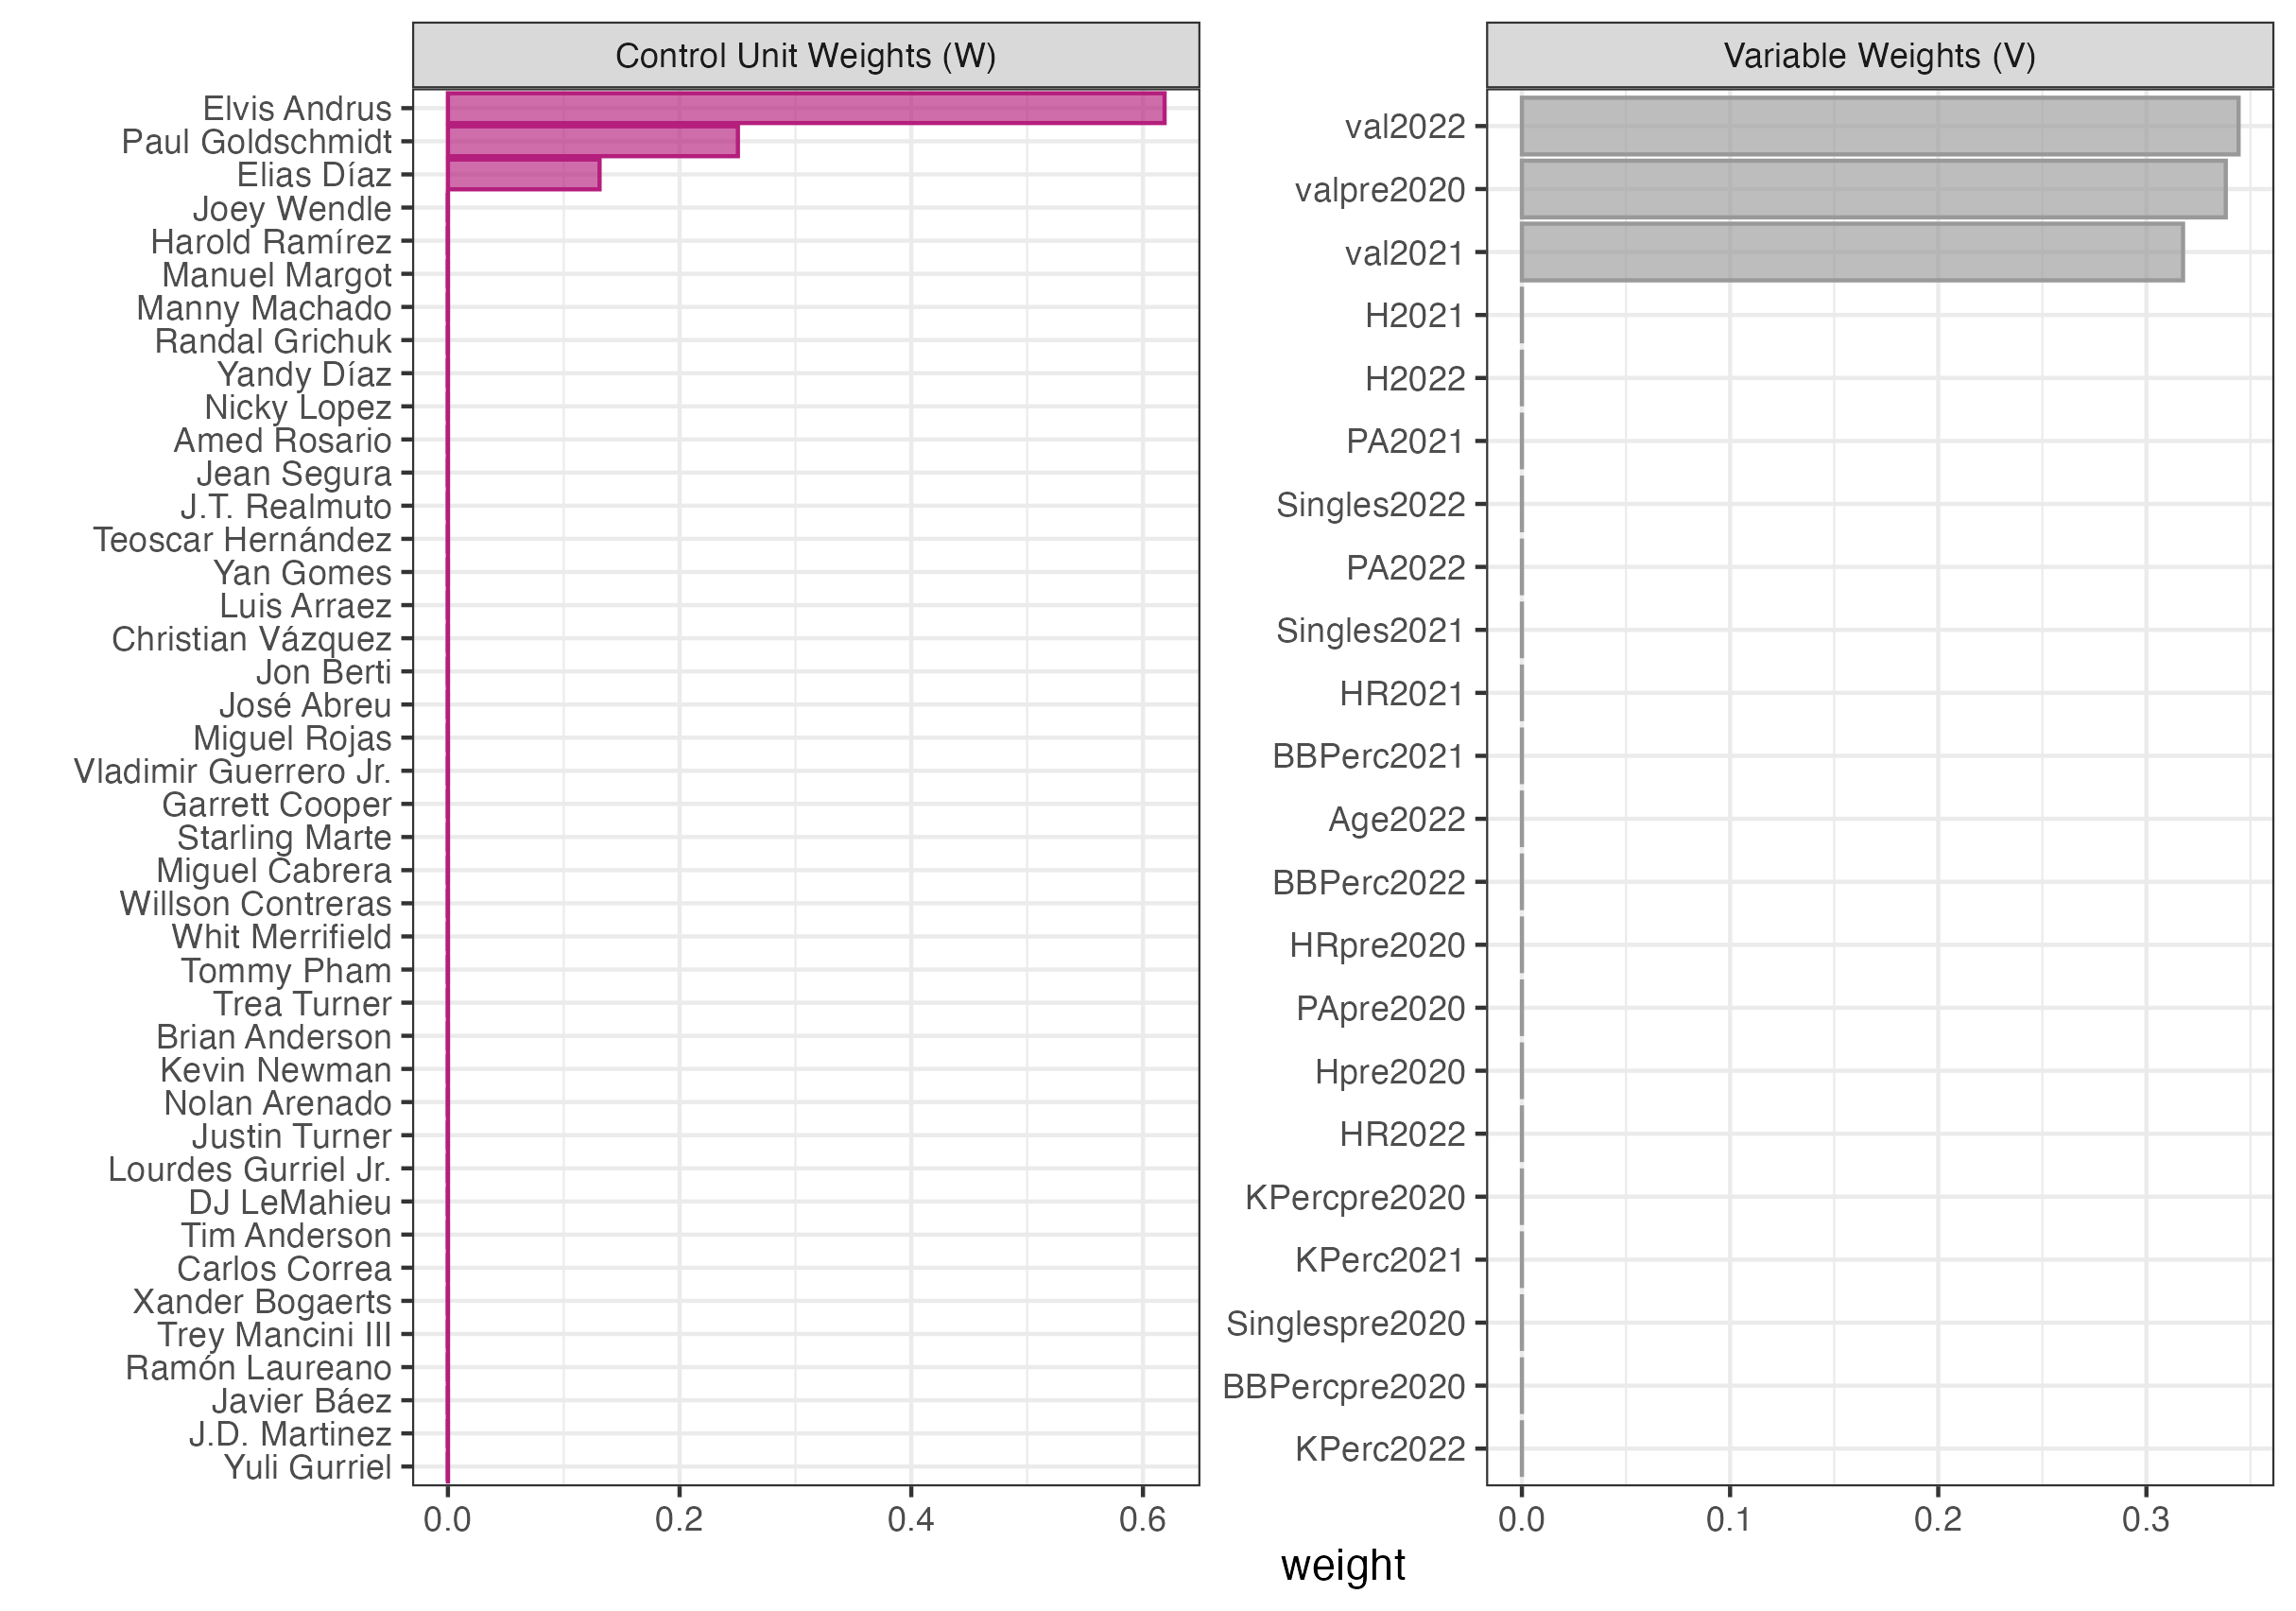 Control Unit Weights (W)
Elvis Andrus
Paul Goldschmidt
Elias Díaz
Joey Wendle
Harold Ramírez
Manuel Margot
Manny Machado
Randal Grichuk
Yandy Díaz
Nicky Lopez
Amed Rosario
Jean Segura
J.T. Realmuto
Teoscar Hernández
Yan Gomes
Luis Arraez
Christian Vázquez
Jon Berti
José Abreu
Miguel Rojas
Vladimir Guerrero Jr.
Garrett Cooper
Starling Marte
Miguel Cabrera
Willson Contreras
Whit Merrifield
Tommy Pham
Trea Turner
Brian Anderson
Kevin Newman
Nolan Arenado
Justin Turner
Lourdes Gurriel Jr.
DJ LeMahieu
Tim Anderson
Carlos Correa
Xander Bogaerts
Trey Mancini III
Ramón Laureano
Javier Báez
J.D. Martinez
Yuli Gurriel
0.0 0.2 0.4 0.6
Variable Weights (V)
val2022
valpre2020
val2021
H2021
H2022
PA2021
Singles2022
PA2022
Singles2021
HR2021
BBPerc2021
Age2022
BBPerc2022
HRpre2020
PApre2020
Hpre2020
HR2022
KPercpre2020
KPerc2021
Singlespre2020
BBPercpre2020
KPerc2022
0.0 0.1 0.2 0.3
weight